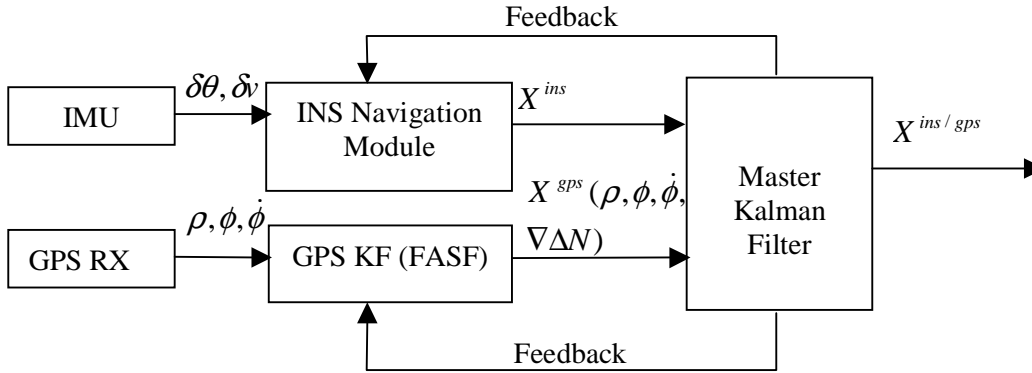 Feedback
δθ, δv
IMU
INS Navigation
Module
X^{ins}
X^{ins / gps}
Master
Kalman
Filter
X^{gps} (ρ, ϕ, ϕ̇,
∇ΔN)
ρ, ϕ, ϕ̇
GPS RX
GPS KF (FASF)
Feedback